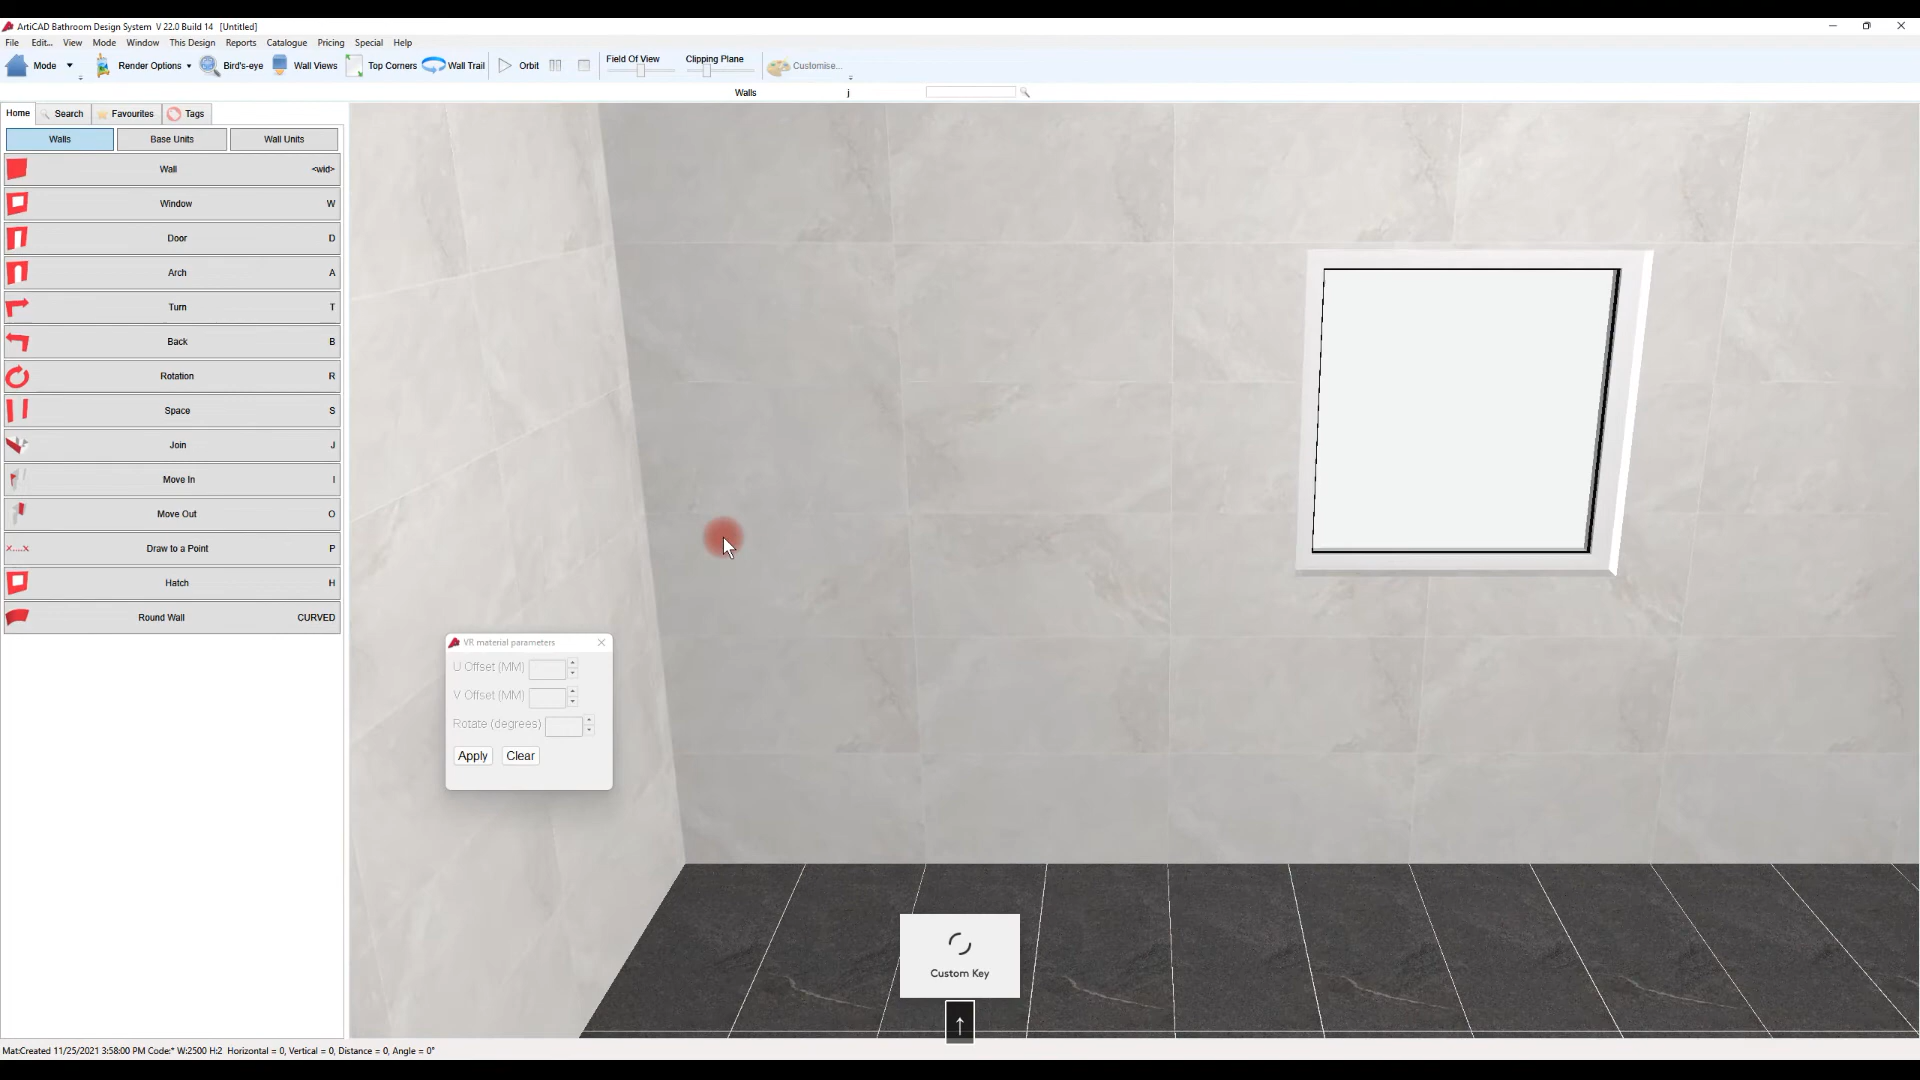 ArtiCAD Bathroom Design System V 22.0 Build 14 [Untitled]
File Edit... View Mode Window This Design Reports Catalogue Pricing Special Help
Mode Render Options Bird's-eye Wall Views Top Corners Wall Trail Orbit Field Of View Clipping Plane Customise...
Walls j
Home Search Favourites Tags
Walls Base Units Wall Units
Wall <wid>
Window W
Door D
Arch A
Turn T
Back B
Rotation R
Space S
Join J
Move In I
Move Out O
Draw to a Point P
Hatch H
Round Wall CURVED
VR material parameters
U Offset (MM)
V Offset (MM)
Rotate (degrees)
Apply Clear
Custom Key
Mat:Created 11/25/2021 3:58:00 PM Code:* W:2500 H:2 Horizontal = 0, Vertical = 0, Distance = 0, Angle = 0°